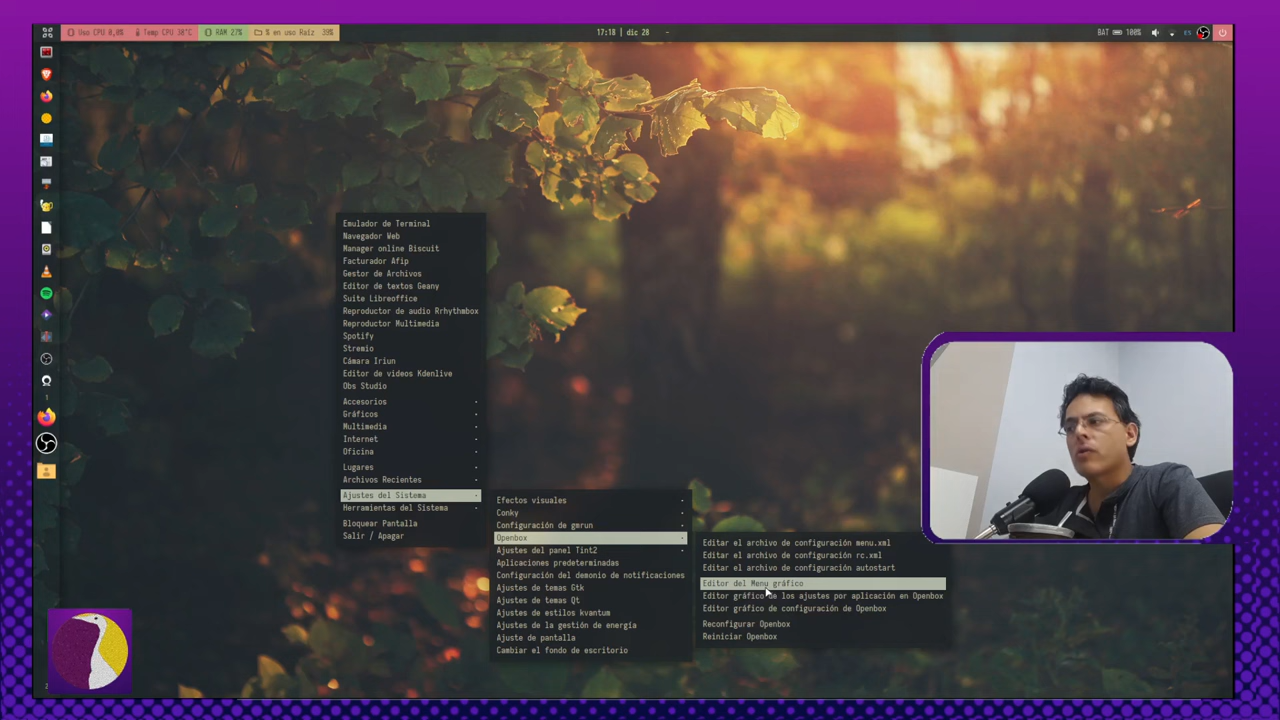 Uso CPU 0,0% Temp CPU 30°C RAM 27% % en uso Raíz 39%
17:18 | dic 28
BAT 100% ES
Emulador de Terminal
Navegador Web
Manager online Biscuit
Facturador Afip
Gestor de Archivos
Editor de textos Geany
Suite Libreoffice
Reproductor de audio Rrhythmbox
Reproductor Multimedia
Spotify
Stremio
Cámara Iriun
Editor de videos Kdenlive
Obs Studio
Accesorios
Gráficos
Multimedia
Internet
Oficina
Lugares
Archivos Recientes
Ajustes del Sistema
Herramientas del Sistema
Bloquear Pantalla
Salir / Apagar
Efectos visuales
Conky
Configuración de gmrun
Openbox
Ajustes del panel Tint2
Aplicaciones predeterminadas
Configuración del demonio de notificaciones
Ajustes de temas Gtk
Ajustes de temas Qt
Ajustes de estilos kvantum
Ajustes de la gestión de energía
Ajuste de pantalla
Cambiar el fondo de escritorio
Editar el archivo de configuración menu.xml
Editar el archivo de configuración rc.xml
Editar el archivo de configuración autostart
Editor del Menu gráfico
Editor gráfico de los ajustes por aplicación en Openbox
Editor gráfico de configuración de Openbox
Reconfigurar Openbox
Reiniciar Openbox
1
2